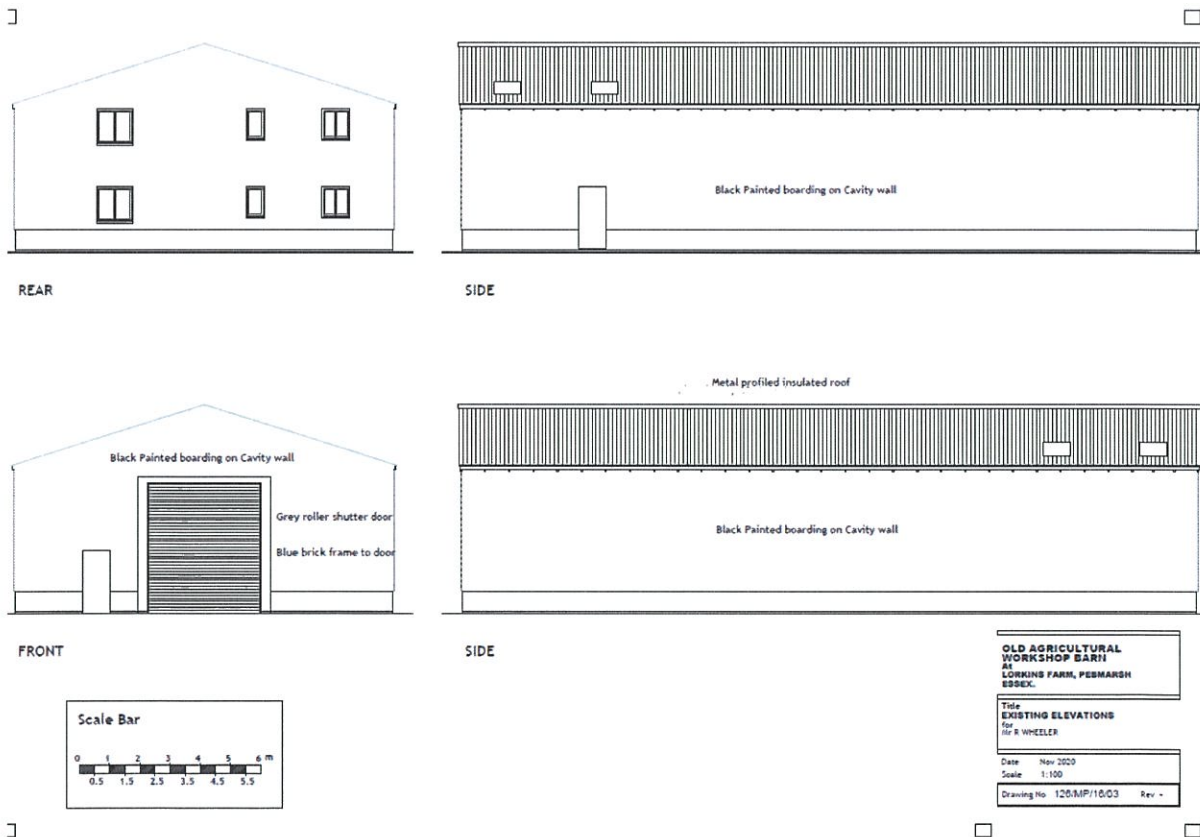 Black Painted boarding on Cavity wall
REAR
SIDE
Metal profiled insulated roof
Black Painted boarding on Cavity wall
Grey roller shutter door
Blue brick frame to door
Black Painted boarding on Cavity wall
FRONT
SIDE
Scale Bar
0 1 2 3 4 5 6 m
0.5 1.5 2.5 3.5 4.5 5.5
OLD AGRICULTURAL
WORKSHOP BARN
At
LORKINS FARM, PEBMARSH
ESSEX.
Title
EXISTING ELEVATIONS
for
Mr R WHEELER
Date Nov 2020
Scale 1:100
Drawing No 126/MP/16/03 Rev -